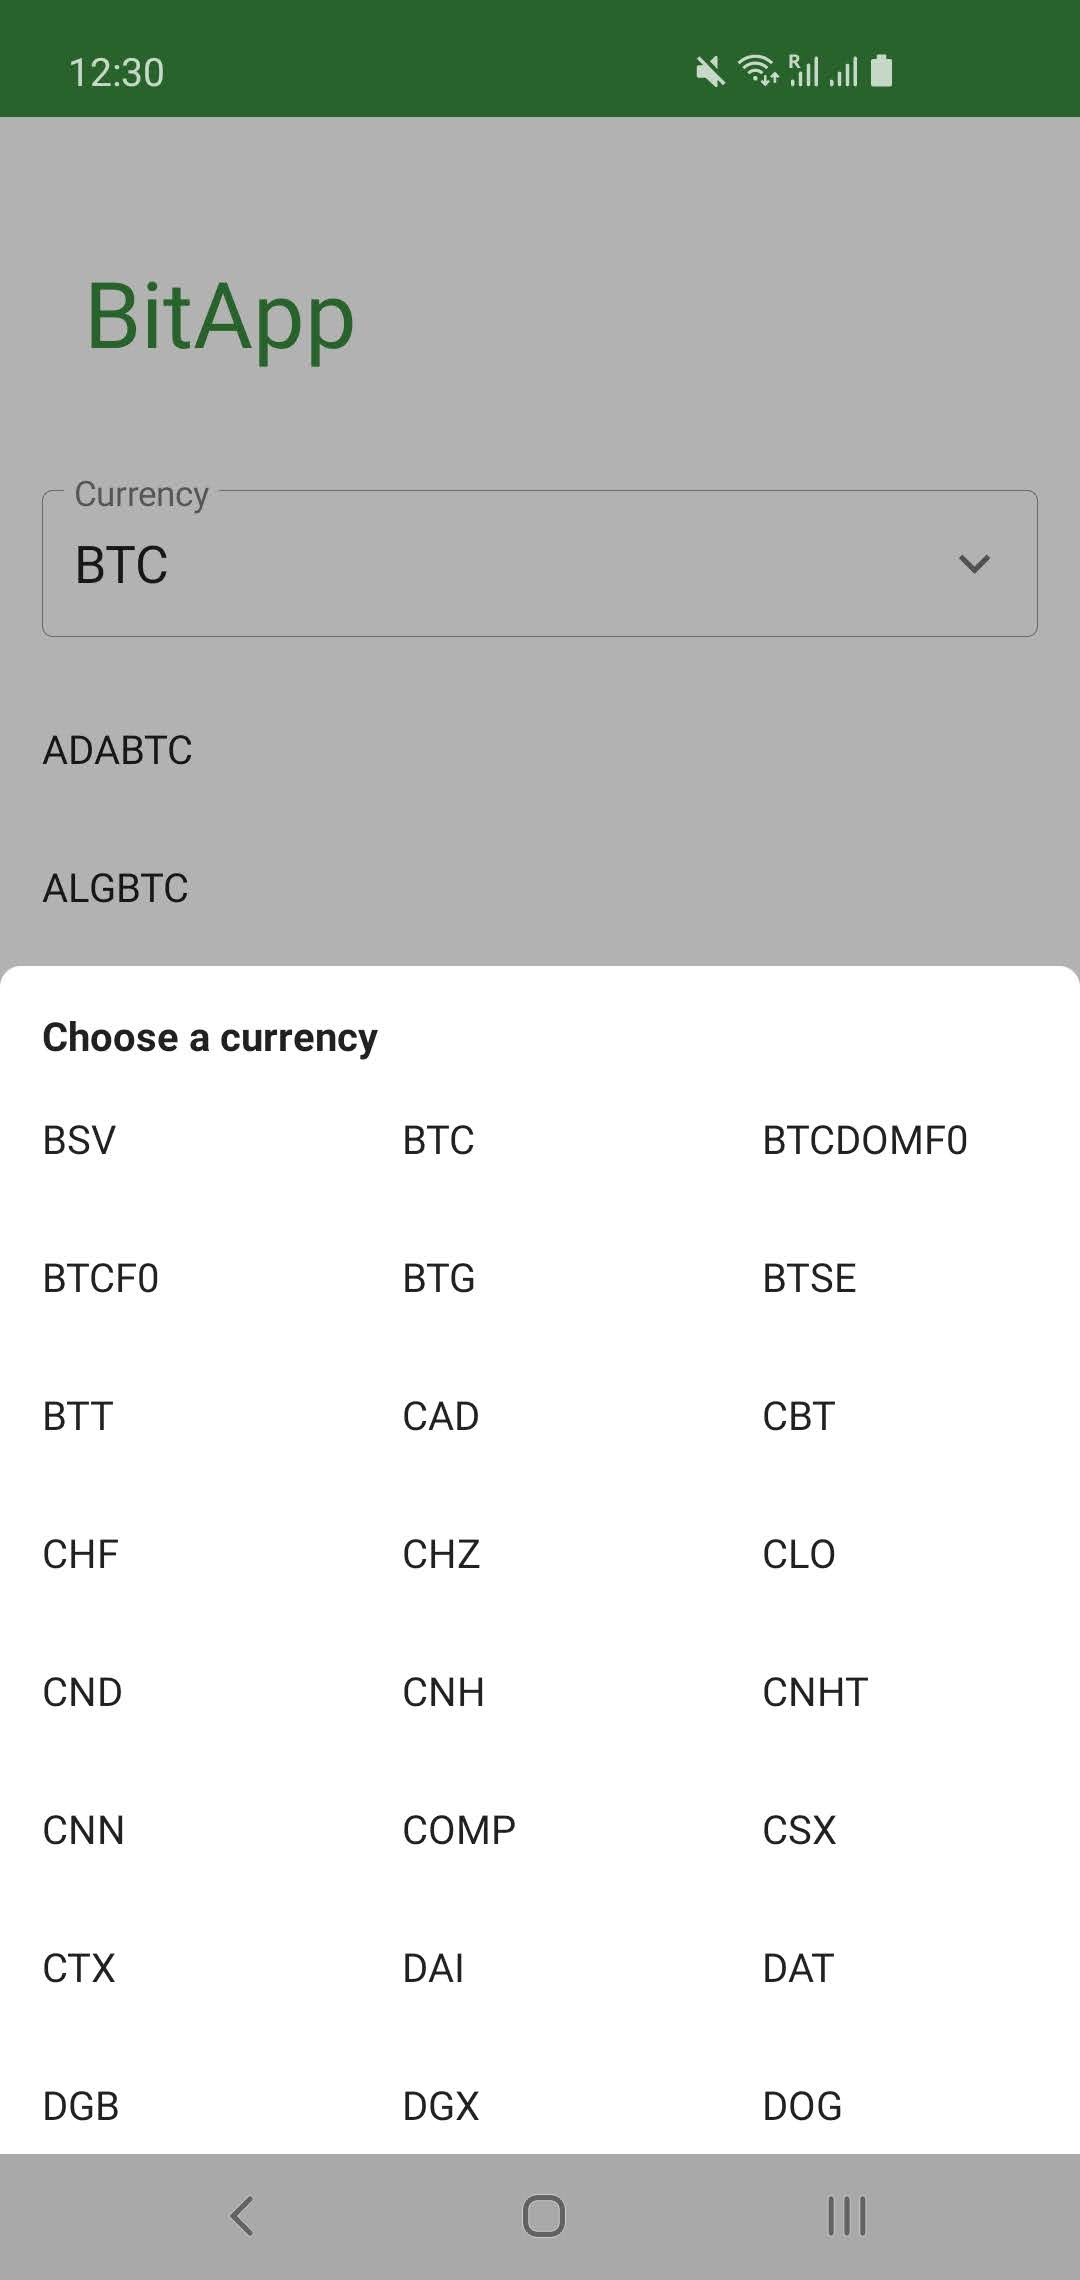 12:30
R
BitApp
Currency
BTC
ADABTC
ALGBTC
Choose a currency
BSV BTC BTCDOMF0
BTCF0 BTG BTSE
BTT CAD CBT
CHF CHZ CLO
CND CNH CNHT
CNN COMP CSX
CTX DAI DAT
DGB DGX DOG